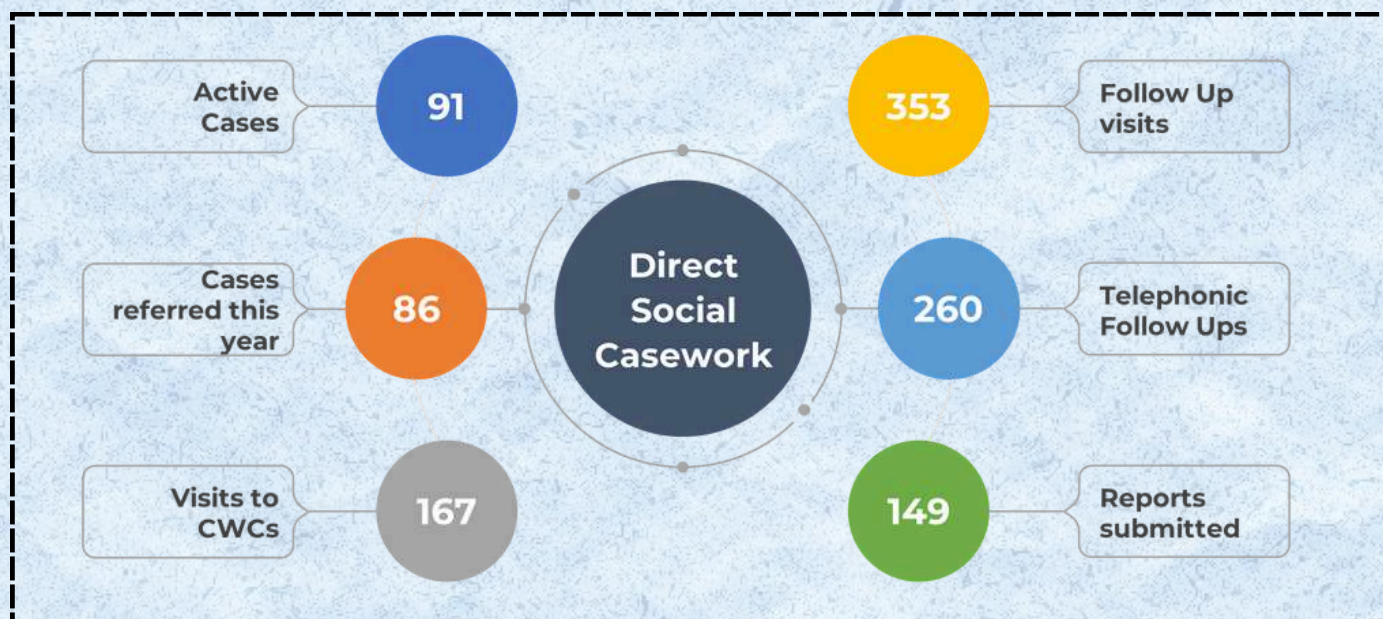 Active
Cases
91
353
Follow Up
visits
Cases
referred this
year
86
Direct
Social
Casework
260
Telephonic
Follow Ups
Visits to
CWCs
167
149
Reports
submitted